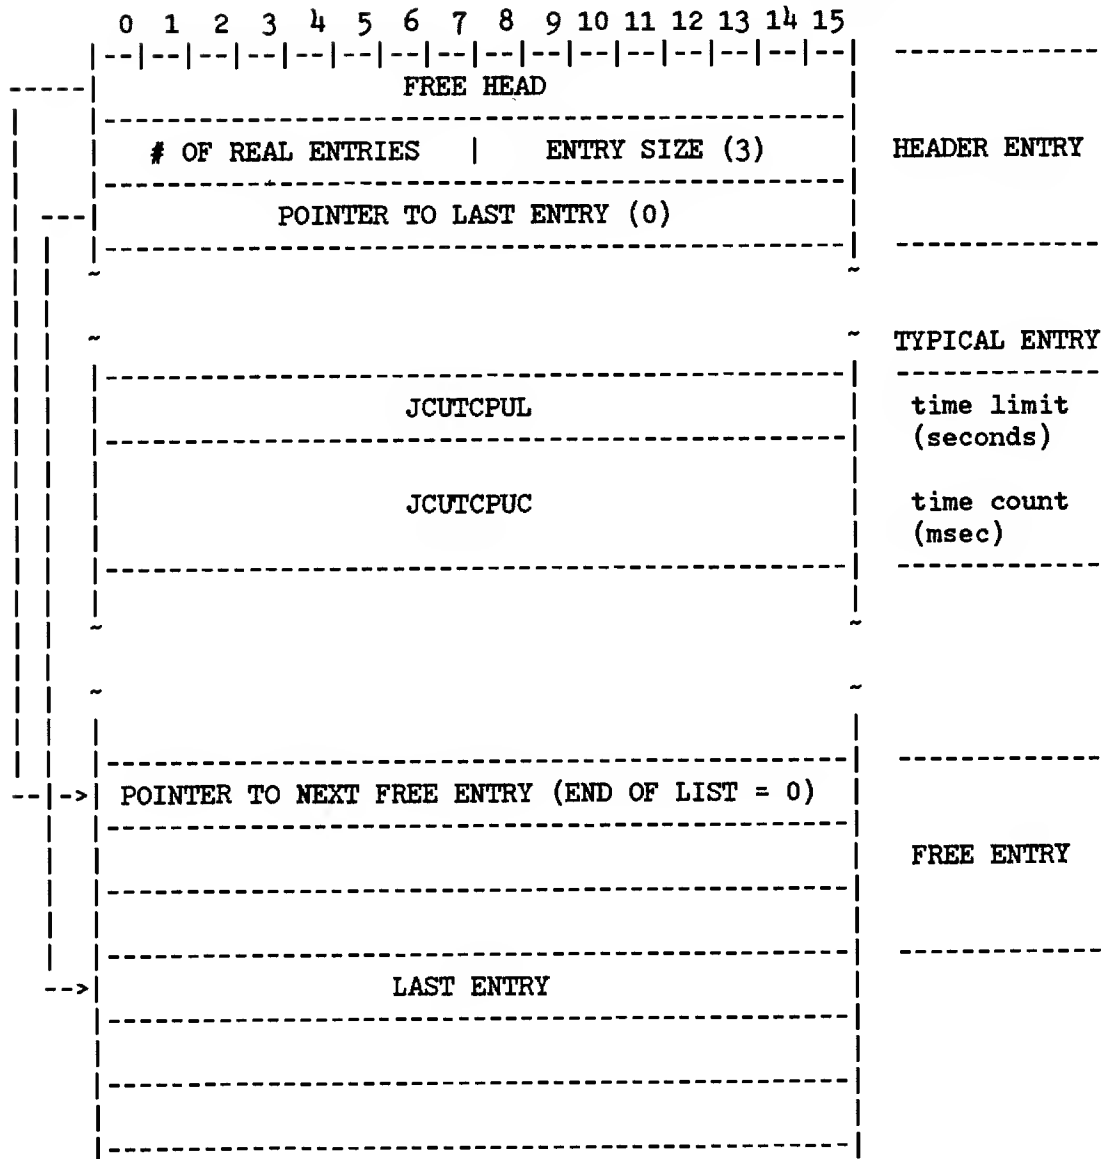 0 1 2 3 4 5 6 7 8 9 10 11 12 13 14 15
FREE HEAD
# OF REAL ENTRIES | ENTRY SIZE (3) HEADER ENTRY
POINTER TO LAST ENTRY (0)
TYPICAL ENTRY
JCUTCPUL time limit
(seconds)
JCUTCPUC time count
(msec)
POINTER TO NEXT FREE ENTRY (END OF LIST = 0)
FREE ENTRY
LAST ENTRY